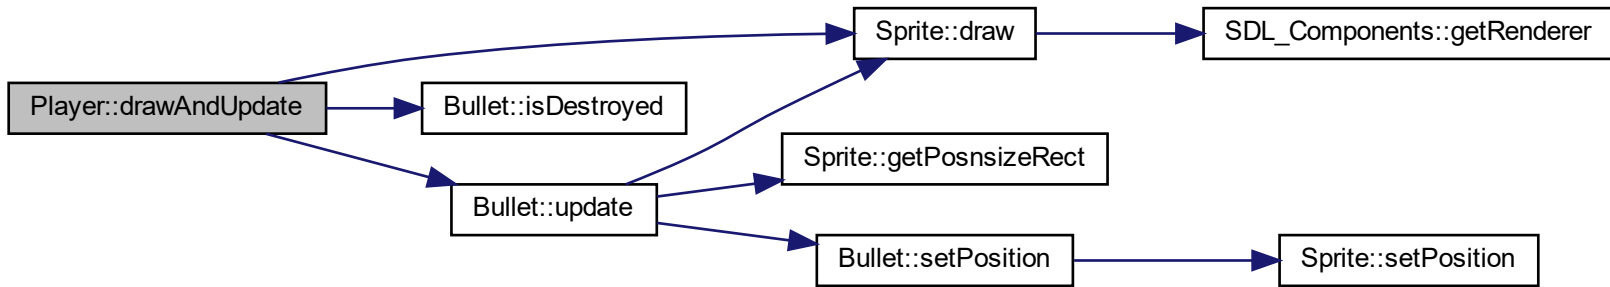 Player::drawAndUpdate
Sprite::draw
SDL_Components::getRenderer
Bullet::isDestroyed
Bullet::update
Sprite::getPosnsizeRect
Bullet::setPosition
Sprite::setPosition